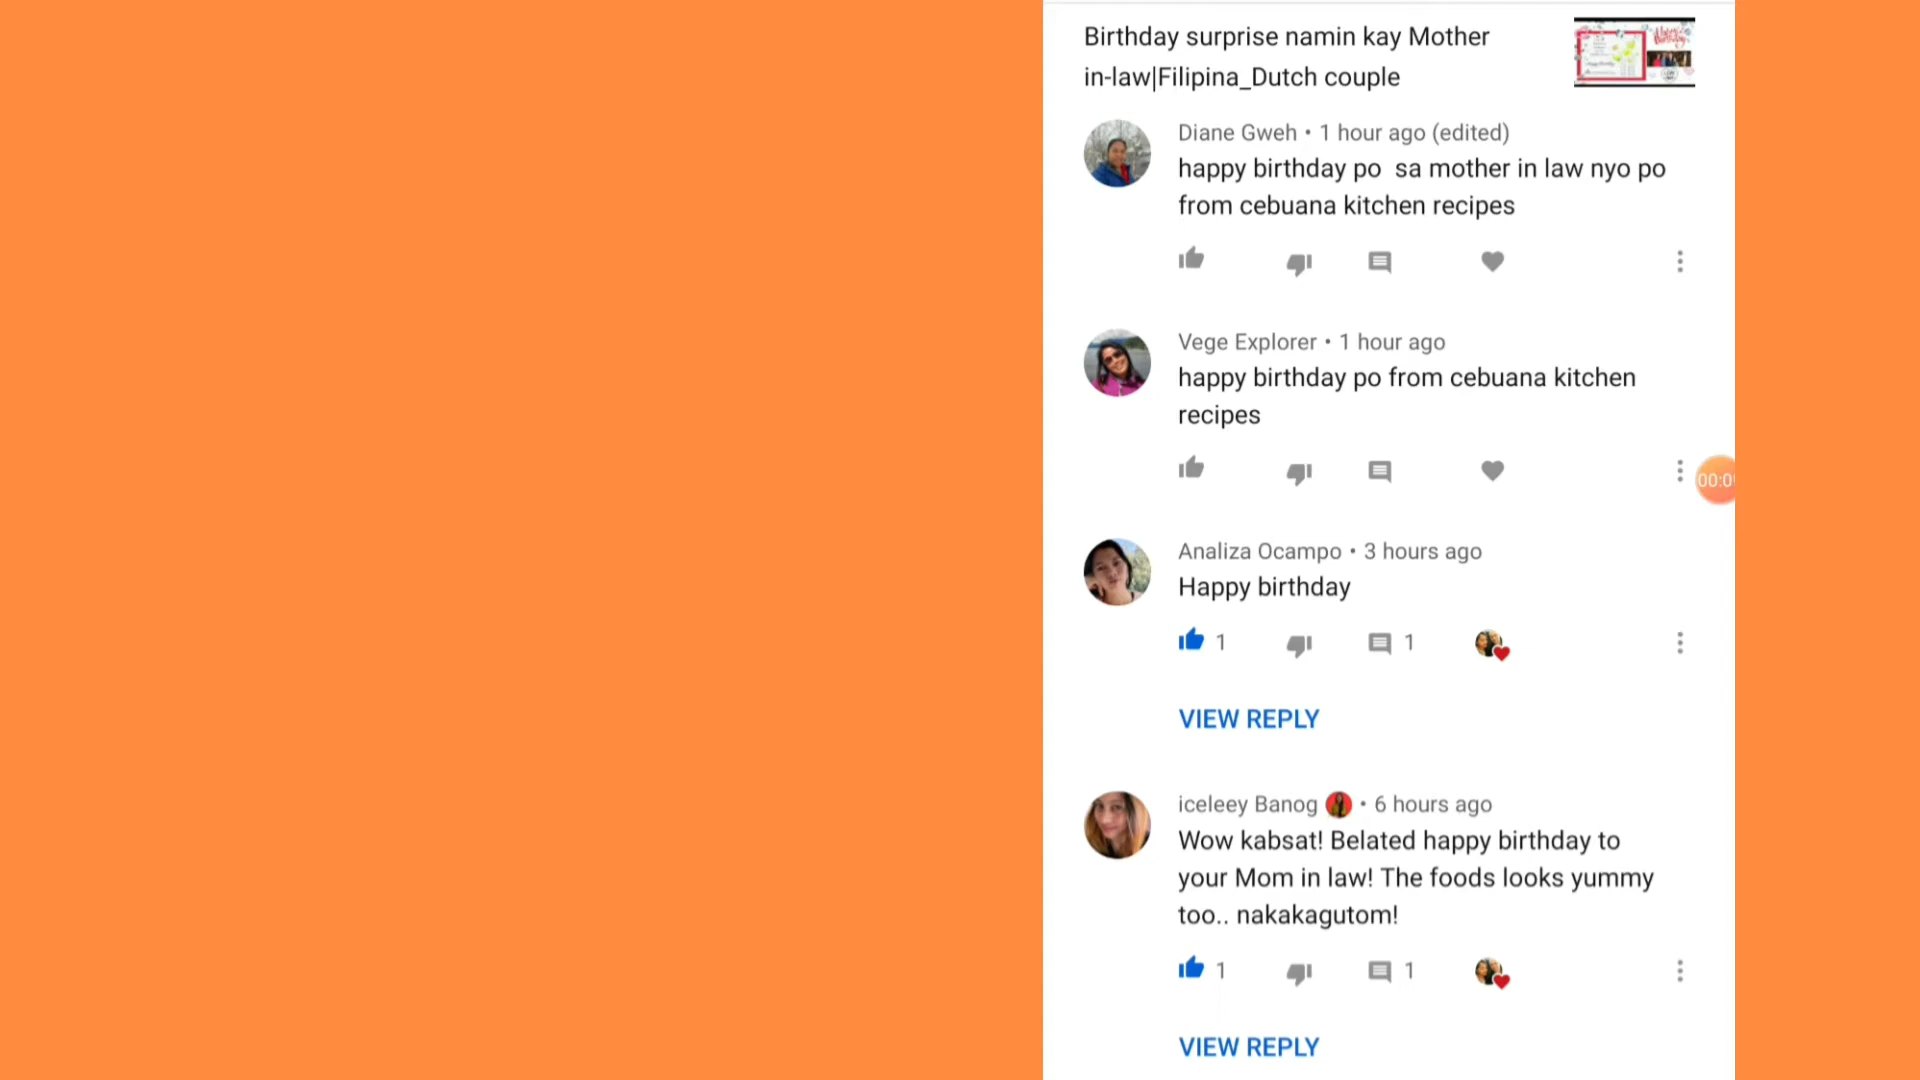 Birthday surprise namin kay Mother
in-law|Filipina_Dutch couple
Diane Gweh • 1 hour ago (edited)
happy birthday po  sa mother in law nyo po
from cebuana kitchen recipes
Vege Explorer • 1 hour ago
happy birthday po from cebuana kitchen
recipes
00:0
Analiza Ocampo • 3 hours ago
Happy birthday
1 1
VIEW REPLY
iceleey Banog • 6 hours ago
Wow kabsat! Belated happy birthday to
your Mom in law! The foods looks yummy
too.. nakakagutom!
1 1
VIEW REPLY